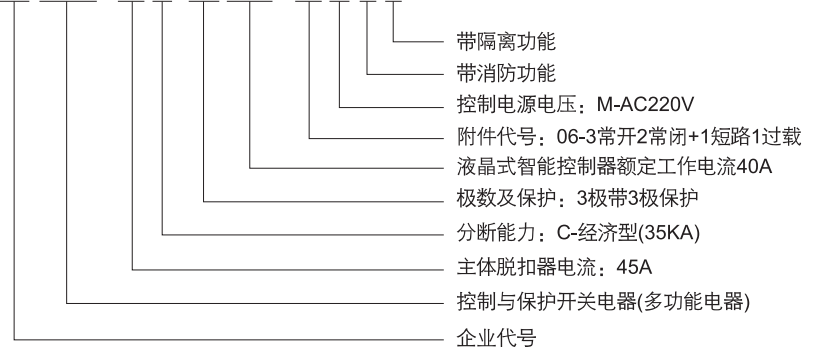 带隔离功能
带消防功能
控制电源电压：M-AC220V
附件代号：06-3常开2常闭+1短路1过载
液晶式智能控制器额定工作电流40A
极数及保护：3极带3极保护
分断能力：C-经济型(35KA)
主体脱扣器电流：45A
控制与保护开关电器(多功能电器)
企业代号